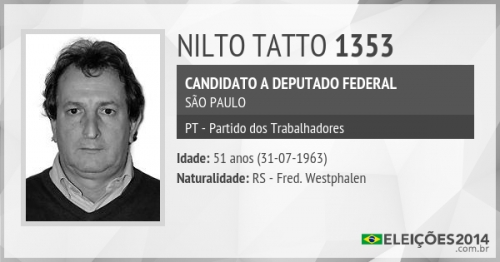 NILTO TATTO 1353
CANDIDATO A DEPUTADO FEDERAL
SÃO PAULO
PT - Partido dos Trabalhadores
Idade: 51 anos (31-07-1963)
Naturalidade: RS - Fred. Westphalen
ELEIÇÕES2014
.com.br